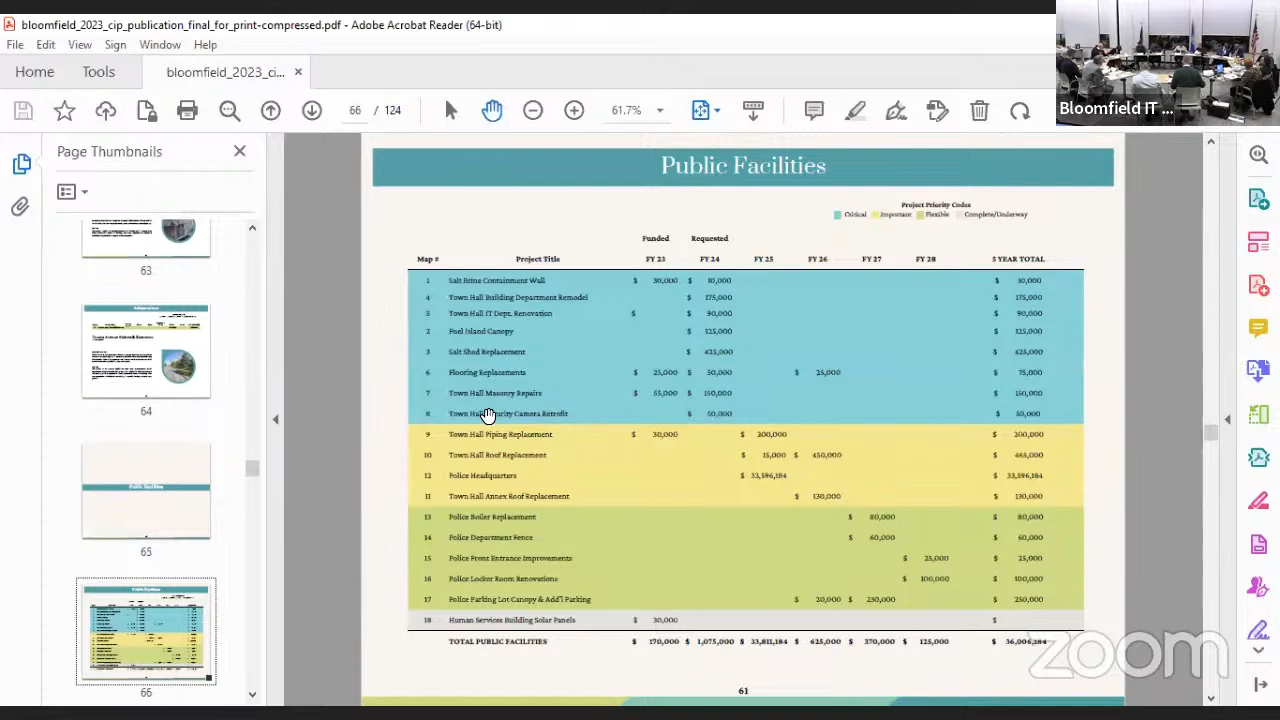 bloomfield_2023_cip_publication_final_for_print-compressed.pdf - Adobe Acrobat Reader (64-bit)
File Edit View Sign Window Help
Home Tools bloomfield_2023_ci... ×
66 / 124 61.7%
Bloomfield IT ...
Page Thumbnails
63
64
65
66
Public Facilities
Project Priority Codes
Critical Important Flexible Complete/Underway
Funded Requested
Map # Project Title FY 23 FY 24 FY 25 FY 26 FY 27 FY 28 5 YEAR TOTAL
1 Salt Brine Containment Wall $ 30,000 $ 10,000 $ 10,000
4 Town Hall Building Department Remodel $ 175,000 $ 175,000
5 Town Hall IT Dept. Renovation $ $ 90,000 $ 90,000
2 Fuel Island Canopy $ 125,000 $ 125,000
3 Salt Shed Replacement $ 425,000 $ 425,000
6 Flooring Replacements $ 25,000 $ 50,000 $ 25,000 $ 75,000
7 Town Hall Masonry Repairs $ 55,000 $ 150,000 $ 150,000
8 Town Hall Camera Retrofit $ 50,000 $ 50,000
9 Town Hall Piping Replacement $ 30,000 $ 200,000 $ 200,000
10 Town Hall Roof Replacement $ 15,000 $ 450,000 $ 465,000
12 Police Headquarters $ 33,596,184 $ 33,596,184
11 Town Hall Annex Roof Replacement $ 130,000 $ 130,000
13 Police Boiler Replacement $ 80,000 $ 80,000
14 Police Department Fence $ 60,000 $ 60,000
15 Police Front Entrance Improvements $ 25,000 $ 25,000
16 Police Locker Room Renovations $ 100,000 $ 100,000
17 Police Parking Lot Canopy & Add'l Parking $ 20,000 $ 230,000 $ 250,000
18 Human Services Building Solar Panels $ 30,000 $ -
TOTAL PUBLIC FACILITIES $ 170,000 $ 1,075,000 $ 33,811,184 $ 625,000 $ 370,000 $ 125,000 $ 36,006,184
61
zoom